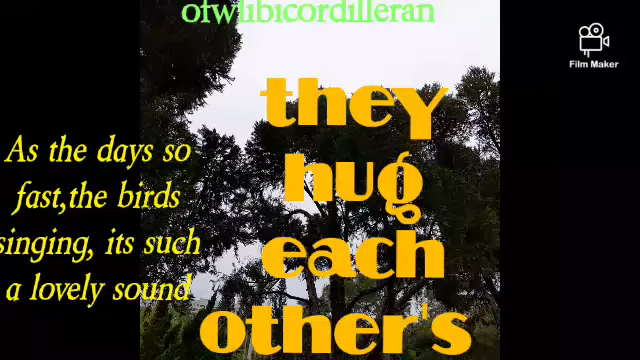 ofwlibicordilleran
Film Maker
they
hug
each
other's
As the days so
fast,the birds
singing, its such
a lovely sound